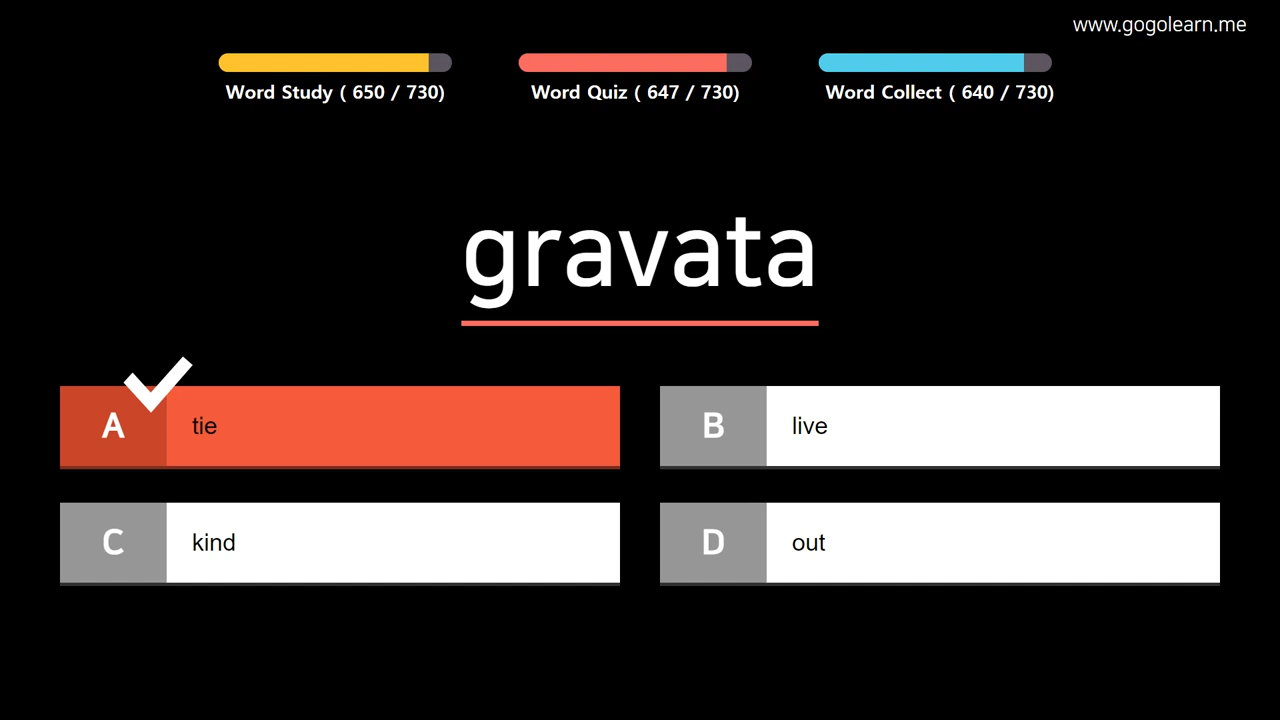 www.gogolearn.me
Word Study ( 650 / 730)
Word Quiz ( 647 / 730)
Word Collect ( 640 / 730)
gravata
A tie
B live
C kind
D out